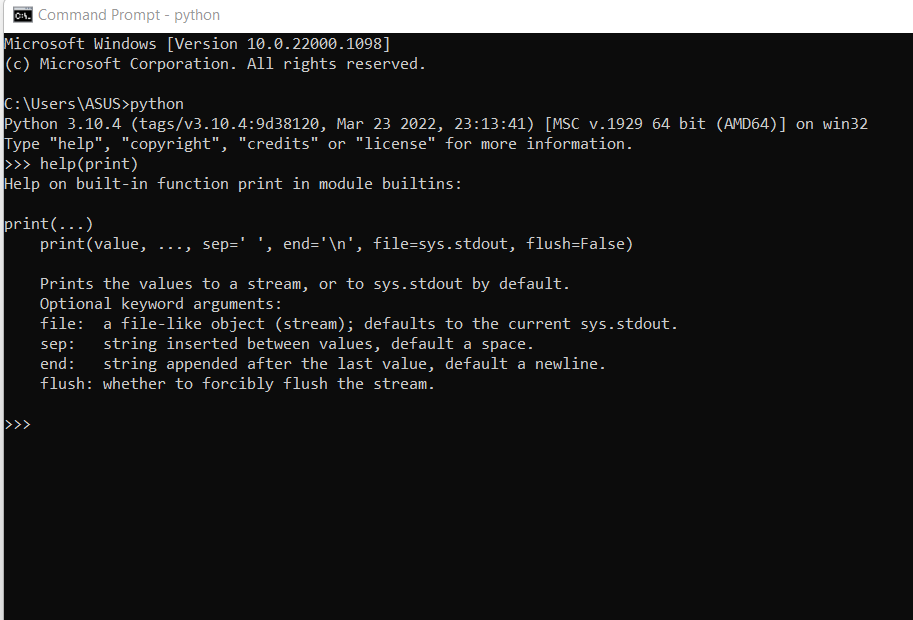 Command Prompt - python
Microsoft Windows [Version 10.0.22000.1098]
(c) Microsoft Corporation. All rights reserved.

C:\Users\ASUS>python
Python 3.10.4 (tags/v3.10.4:9d38120, Mar 23 2022, 23:13:41) [MSC v.1929 64 bit (AMD64)] on win32
Type "help", "copyright", "credits" or "license" for more information.
>>> help(print)
Help on built-in function print in module builtins:

print(...)
    print(value, ..., sep=' ', end='\n', file=sys.stdout, flush=False)

    Prints the values to a stream, or to sys.stdout by default.
    Optional keyword arguments:
    file:  a file-like object (stream); defaults to the current sys.stdout.
    sep:   string inserted between values, default a space.
    end:   string appended after the last value, default a newline.
    flush: whether to forcibly flush the stream.

>>>